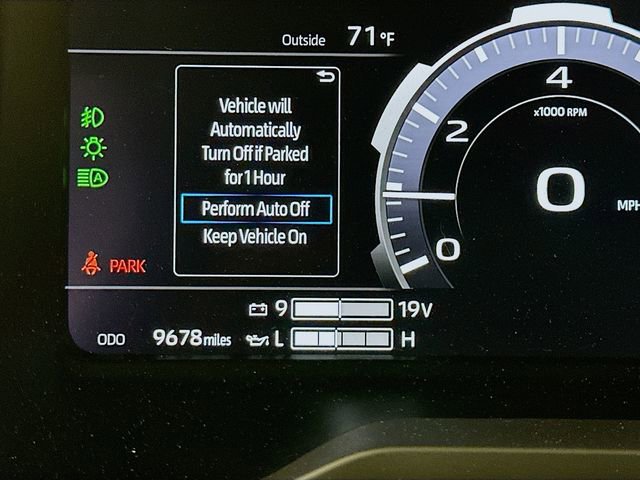 Outside 71°F
Vehicle will
Automatically
Turn Off if Parked
for 1 Hour
Perform Auto Off
Keep Vehicle On
A
PARK
4
x1000 RPM
2
0
MPH
0
9 19V
ODO 9678 miles L H